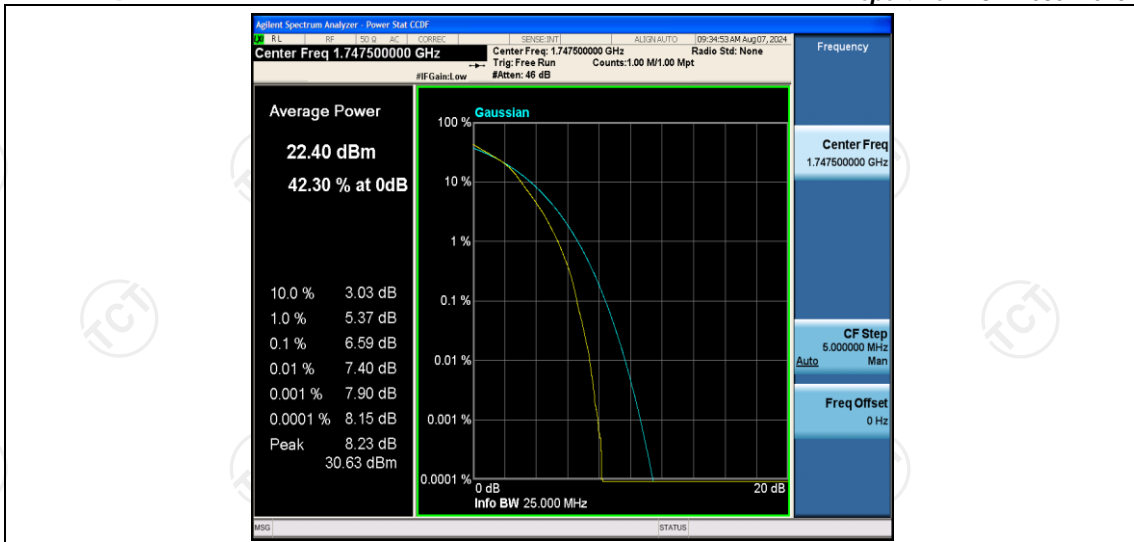 Agilent Spectrum Analyzer - Power Stat CCDF
RL RF 50 Ω AC CORREC SENSE:INT ALIGN AUTO 09:34:53 AM Aug 07, 2024
Center Freq 1.747500000 GHz
Center Freq: 1.747500000 GHz Radio Std: None
Trig: Free Run Counts:1.00 M/1.00 Mpt
#IFGain:Low #Atten: 46 dB
Frequency
Average Power
22.40 dBm
42.30 % at 0dB
10.0 % 3.03 dB
1.0 % 5.37 dB
0.1 % 6.59 dB
0.01 % 7.40 dB
0.001 % 7.90 dB
0.0001 % 8.15 dB
Peak 8.23 dB
30.63 dBm
Gaussian
100 %
10 %
1 %
0.1 %
0.01 %
0.001 %
0.0001 %
0 dB 20 dB
Info BW 25.000 MHz
Center Freq
1.747500000 GHz
CF Step
5.000000 MHz
Auto Man
Freq Offset
0 Hz
MSG STATUS
TCT
TCT